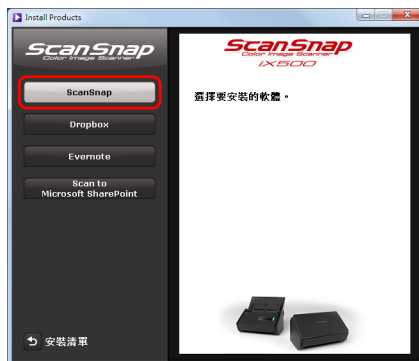 Install Products
ScanSnap
Color Image Scanner
ScanSnap
Color Image Scanner
iX500
ScanSnap
選擇要安裝的軟體。
Dropbox
Evernote
Scan to
Microsoft SharePoint
安裝清單